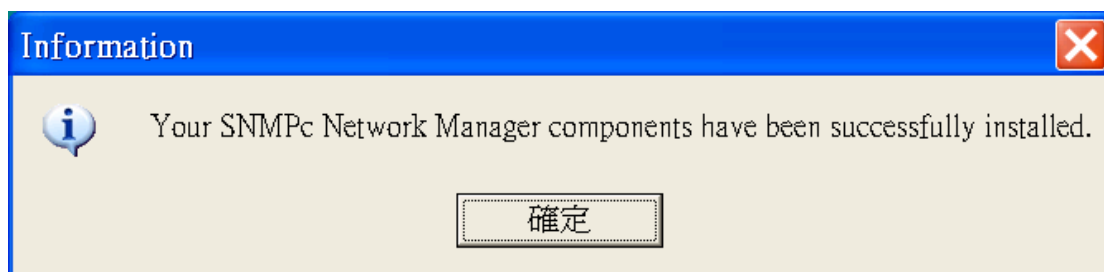 Information
Your SNMPc Network Manager components have been successfully installed.
確定